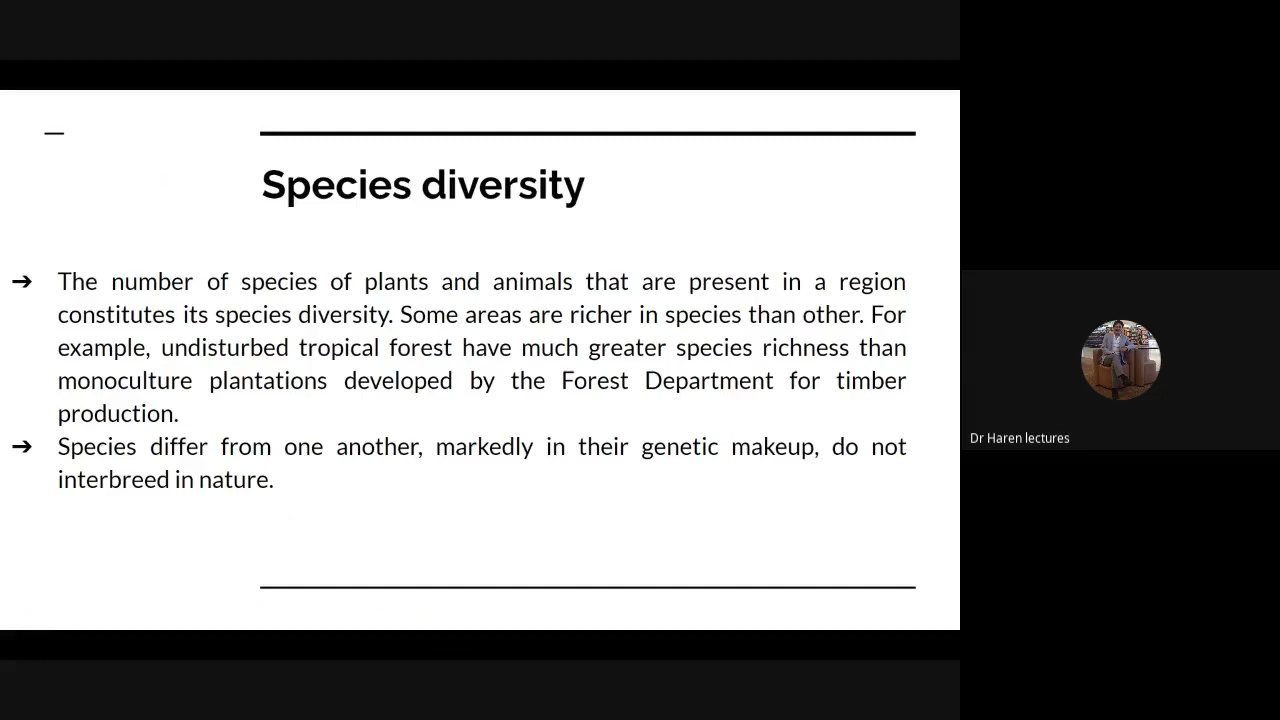 Species diversity
➔ The number of species of plants and animals that are present in a region
constitutes its species diversity. Some areas are richer in species than other. For
example, undisturbed tropical forest have much greater species richness than
monoculture plantations developed by the Forest Department for timber
production.
➔ Species differ from one another, markedly in their genetic makeup, do not
interbreed in nature.
Dr Haren lectures